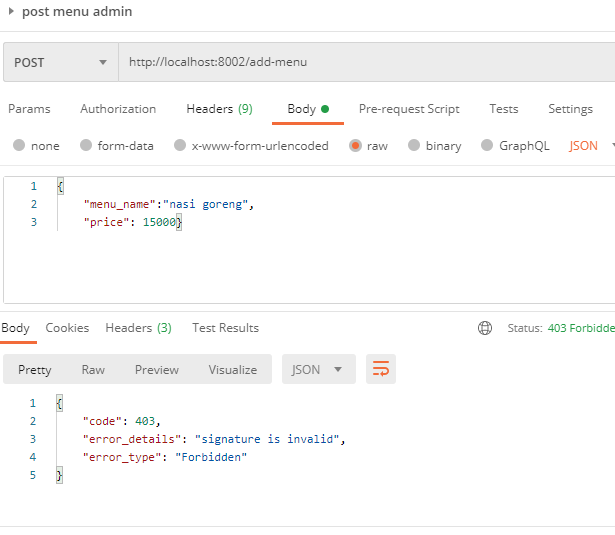 post menu admin
POST http://localhost:8002/add-menu
Params Authorization Headers (9) Body Pre-request Script Tests Settings
none form-data x-www-form-urlencoded raw binary GraphQL JSON
1 {
2 "menu_name":"nasi goreng",
3 "price": 15000}
Body Cookies Headers (3) Test Results Status: 403 Forbidde
Pretty Raw Preview Visualize JSON
1 {
2 "code": 403,
3 "error_details": "signature is invalid",
4 "error_type": "Forbidden"
5 }